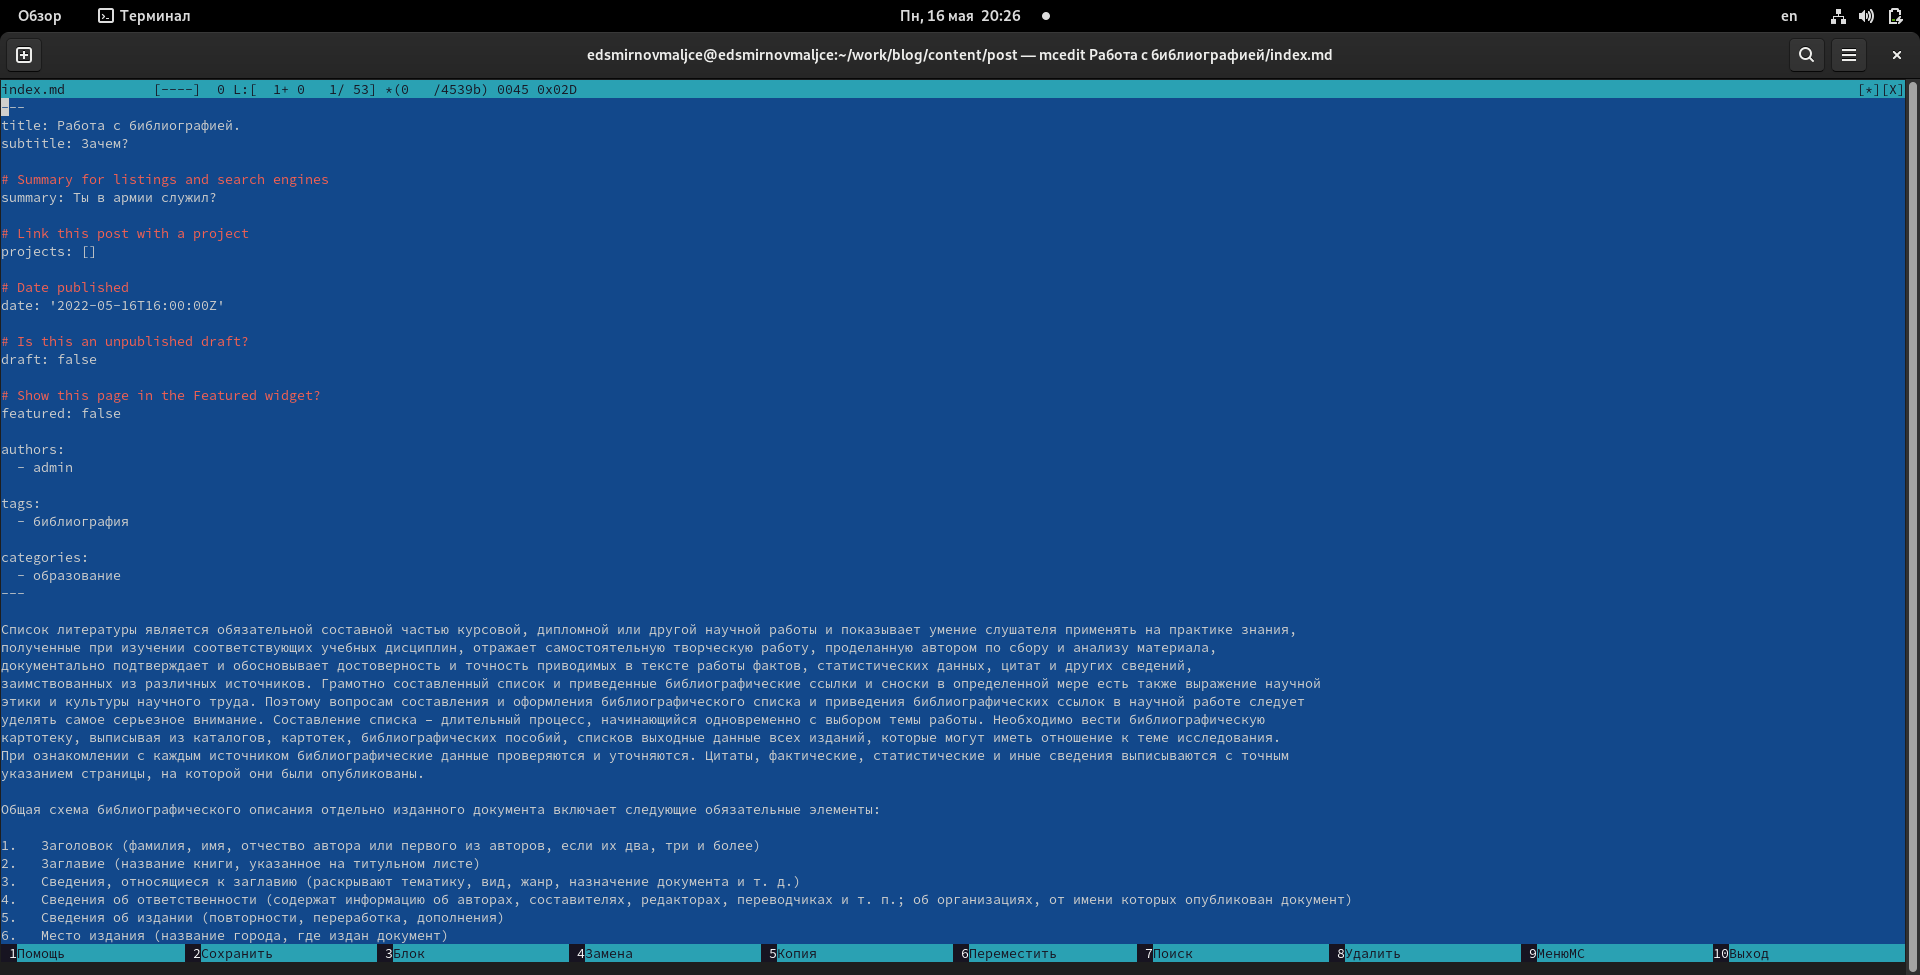 Обзор Терминал Пн, 16 мая 20:26 en
edsmirnovmaljce@edsmirnovmaljce:~/work/blog/content/post — mcedit Работа с библиографией/index.md
index.md [----] 0 L:[ 1+ 0 1/ 53] *(0 /4539b) 0045 0x02D [*][X]
---
title: Работа с библиографией.
subtitle: Зачем?
# Summary for listings and search engines
summary: Ты в армии служил?
# Link this post with a project
projects: []
# Date published
date: '2022-05-16T16:00:00Z'
# Is this an unpublished draft?
draft: false
# Show this page in the Featured widget?
featured: false
authors:
- admin
tags:
- библиография
categories:
- образование
---
Список литературы является обязательной составной частью курсовой, дипломной или другой научной работы и показывает умение слушателя применять на практике знания,
полученные при изучении соответствующих учебных дисциплин, отражает самостоятельную творческую работу, проделанную автором по сбору и анализу материала,
документально подтверждает и обосновывает достоверность и точность приводимых в тексте работы фактов, статистических данных, цитат и других сведений,
заимствованных из различных источников. Грамотно составленный список и приведенные библиографические ссылки и сноски в определенной мере есть также выражение научной
этики и культуры научного труда. Поэтому вопросам составления и оформления библиографического списка и приведения библиографических ссылок в научной работе следует
уделять самое серьезное внимание. Составление списка – длительный процесс, начинающийся одновременно с выбором темы работы. Необходимо вести библиографическую
картотеку, выписывая из каталогов, картотек, библиографических пособий, списков выходные данные всех изданий, которые могут иметь отношение к теме исследования.
При ознакомлении с каждым источником библиографические данные проверяются и уточняются. Цитаты, фактические, статистические и иные сведения выписываются с точным
указанием страницы, на которой они были опубликованы.
Общая схема библиографического описания отдельно изданного документа включает следующие обязательные элементы:
1. Заголовок (фамилия, имя, отчество автора или первого из авторов, если их два, три и более)
2. Заглавие (название книги, указанное на титульном листе)
3. Сведения, относящиеся к заглавию (раскрывают тематику, вид, жанр, назначение документа и т. д.)
4. Сведения об ответственности (содержат информацию об авторах, составителях, редакторах, переводчиках и т. п.; об организациях, от имени которых опубликован документ)
5. Сведения об издании (повторности, переработка, дополнения)
6. Место издания (название города, где издан документ)
1Помощь 2Сохранить 3Блок 4Замена 5Копия 6Переместить 7Поиск 8Удалить 9МенюMC 10Выход